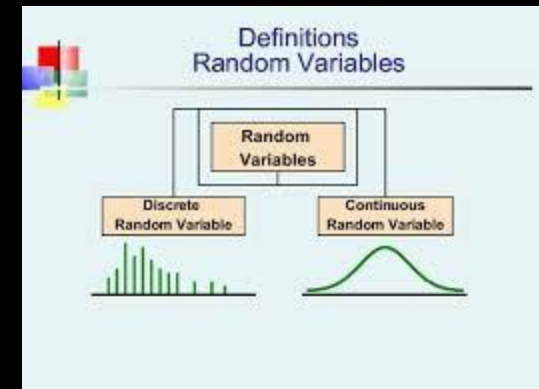 Definitions
Random Variables
Random
Variables
Discrete
Random Variable
Continuous
Random Variable